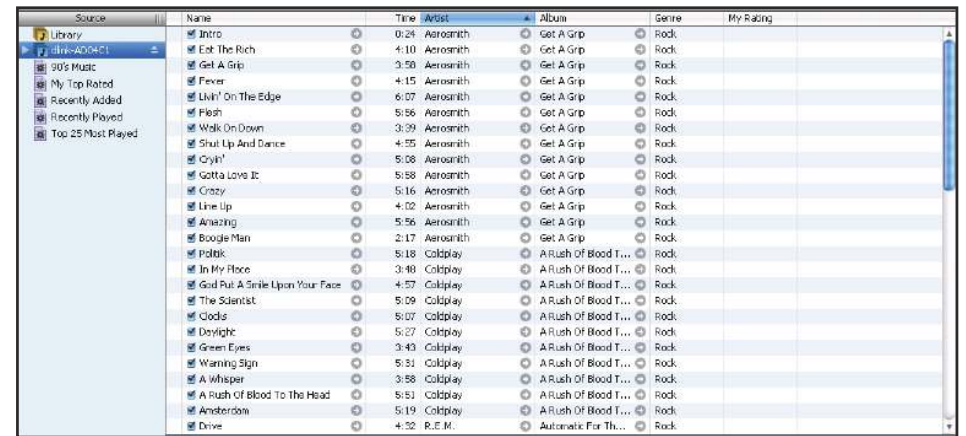 Source Name Time Artist Album Genre My Rating
Library
dlink-AD04C1
90's Music
My Top Rated
Recently Added
Recently Played
Top 25 Most Played
Intro 0:24 Aerosmith Get A Grip Rock
Eat The Rich 4:10 Aerosmith Get A Grip Rock
Get A Grip 3:58 Aerosmith Get A Grip Rock
Fever 4:15 Aerosmith Get A Grip Rock
Livin' On The Edge 6:07 Aerosmith Get A Grip Rock
Flesh 5:56 Aerosmith Get A Grip Rock
Walk On Down 3:39 Aerosmith Get A Grip Rock
Shut Up And Dance 4:55 Aerosmith Get A Grip Rock
Cryin' 5:08 Aerosmith Get A Grip Rock
Gotta Love It 5:58 Aerosmith Get A Grip Rock
Crazy 5:16 Aerosmith Get A Grip Rock
Line Up 4:02 Aerosmith Get A Grip Rock
Amazing 5:56 Aerosmith Get A Grip Rock
Boogie Man 2:17 Aerosmith Get A Grip Rock
Politik 5:18 Coldplay A Rush Of Blood T... Rock
In My Place 3:48 Coldplay A Rush Of Blood T... Rock
God Put A Smile Upon Your Face 4:57 Coldplay A Rush Of Blood T... Rock
The Scientist 5:09 Coldplay A Rush Of Blood T... Rock
Clocks 5:07 Coldplay A Rush Of Blood T... Rock
Daylight 5:27 Coldplay A Rush Of Blood T... Rock
Green Eyes 3:43 Coldplay A Rush Of Blood T... Rock
Warning Sign 5:31 Coldplay A Rush Of Blood T... Rock
A Whisper 3:58 Coldplay A Rush Of Blood T... Rock
A Rush Of Blood To The Head 5:51 Coldplay A Rush Of Blood T... Rock
Amsterdam 5:19 Coldplay A Rush Of Blood T... Rock
Drive 4:32 R.E.M. Automatic For Th... Rock